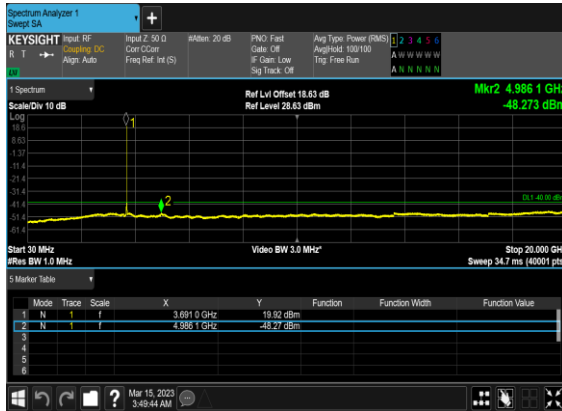 Spectrum Analyzer 1
Swept SA
+
KEYSIGHT Input: RF Input Z: 50 Ω #Atten: 20 dB PNO: Fast Avg Type: Power (RMS) 1 2 3 4 5 6
R T Coupling: DC Corr CCorr Gate: Off Avg|Hold: 100/100 A W W W W W
Align: Auto Freq Ref: Int (S) IF Gain: Low Trig: Free Run
LXI Sig Track: Off A N N N N N
1 Spectrum Ref Lvl Offset 18.63 dB Mkr2 4.986 1 GHz
Scale/Div 10 dB Ref Level 28.63 dBm -48.273 dBm
Log
18.6
8.63
-1.37
-11.4
-21.4
-31.4
-41.4
-51.4
-61.4
1
2
DL1 -40.00 dBm
Start 30 MHz Video BW 3.0 MHz* Stop 20.000 GHz
#Res BW 1.0 MHz Sweep 34.7 ms (40001 pts)
5 Marker Table
Mode Trace Scale X Y Function Function Width Function Value
1 N 1 f 3.691 0 GHz 19.92 dBm
2 N 1 f 4.986 1 GHz -48.27 dBm
3
4
5
6
? Mar 15, 2023
3:49:44 AM